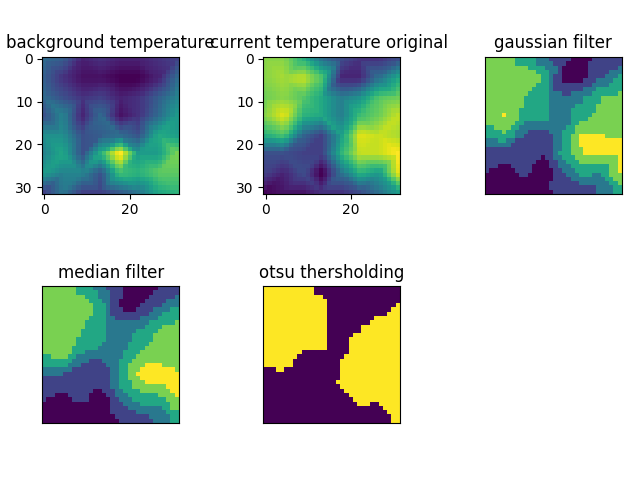 background temperature
current temperature original
gaussian filter
0
10
20
30
0
20
0
10
20
30
0
20
median filter
otsu thersholding